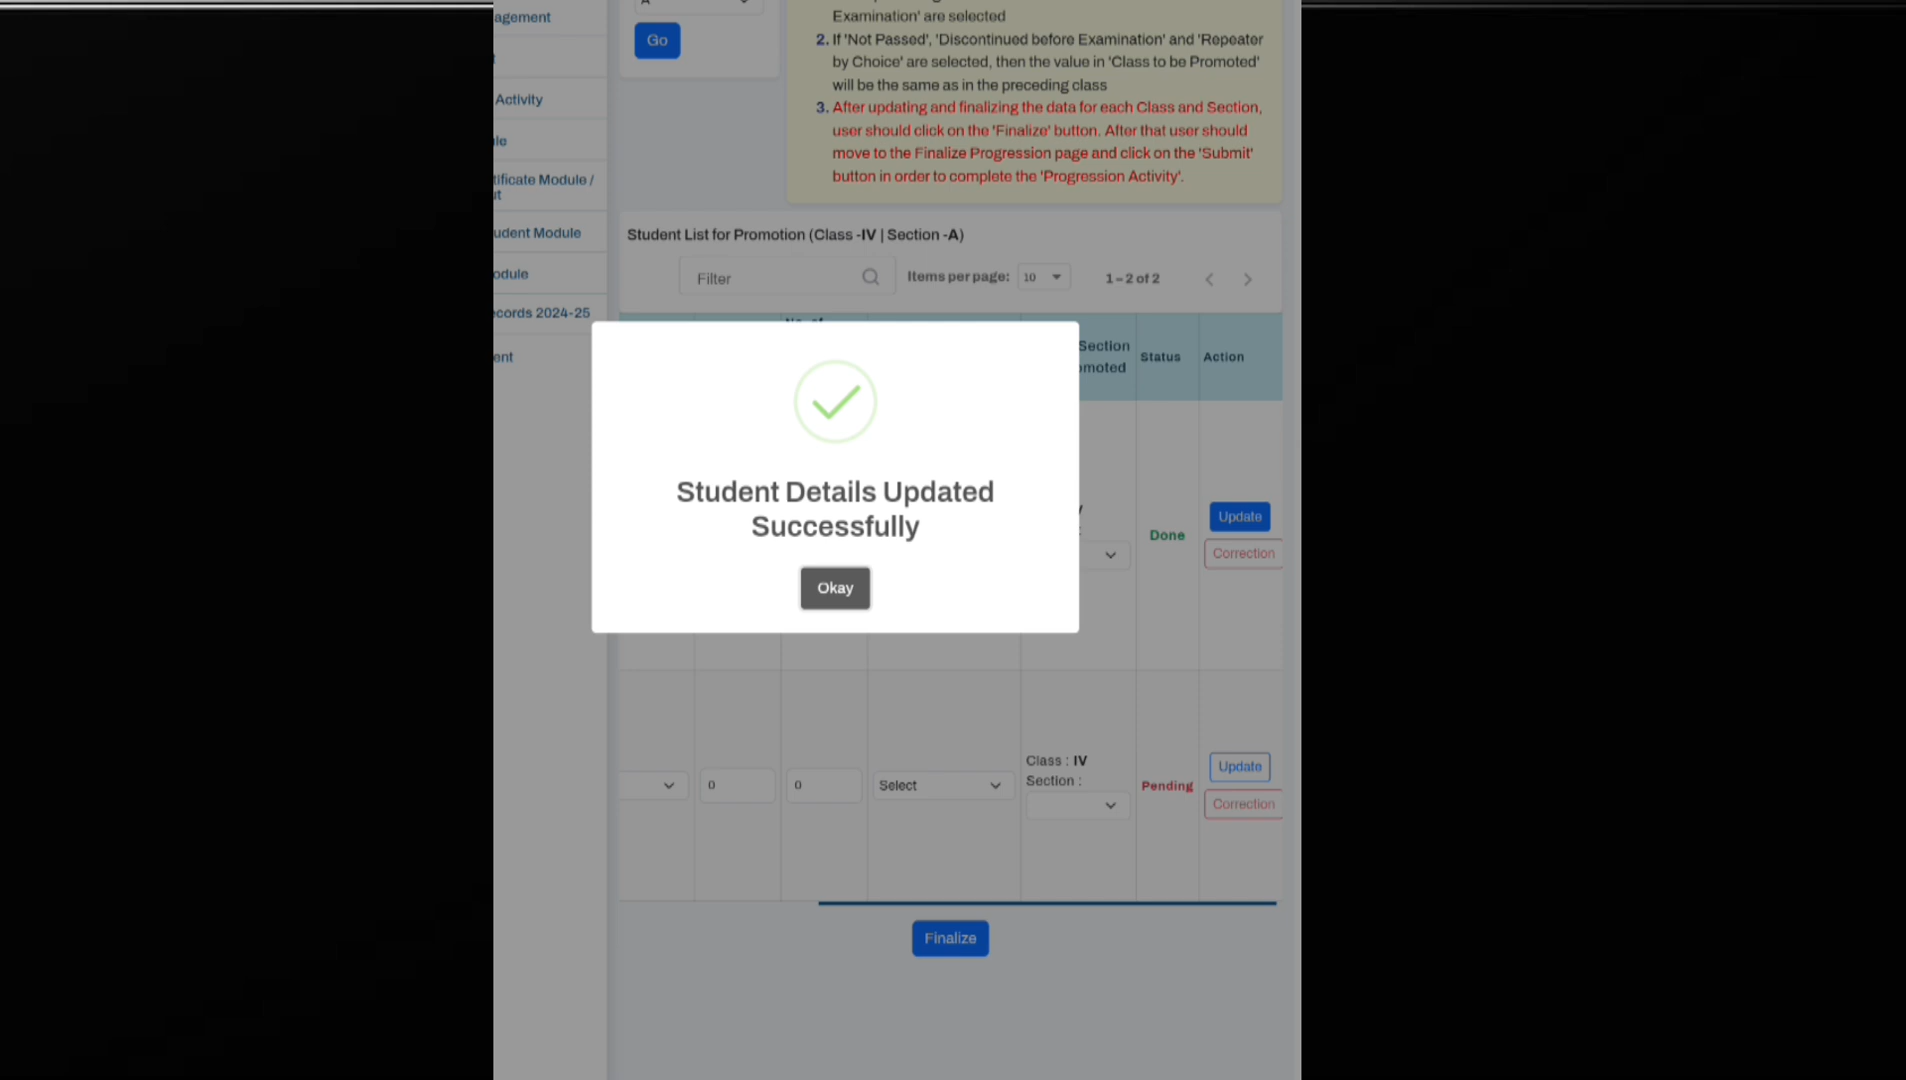 agement
t
Activity
le
tificate Module /
ut
udent Module
odule
ecords 2024-25
ent
A
Go
Examination' are selected
2. If 'Not Passed', 'Discontinued before Examination' and 'Repeater
by Choice' are selected, then the value in 'Class to be Promoted'
will be the same as in the preceding class
3. After updating and finalizing the data for each Class and Section,
user should click on the 'Finalize' button. After that user should
move to the Finalize Progression page and click on the 'Submit'
button in order to complete the 'Progression Activity'.
Student List for Promotion (Class -IV | Section -A)
Filter
Items per page: 10
1 – 2 of 2
Section
omoted
Status
Action
Student Details Updated
Successfully
Okay
Done
Update
Correction
0
0
Select
Class : IV
Section :
Pending
Update
Correction
Finalize